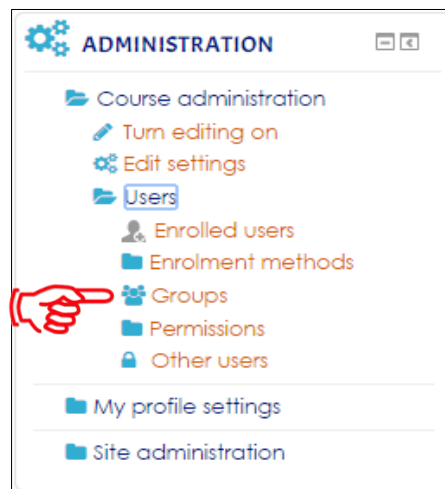 ADMINISTRATION
Course administration
Turn editing on
Edit settings
Users
Enrolled users
Enrolment methods
Groups
Permissions
Other users
My profile settings
Site administration